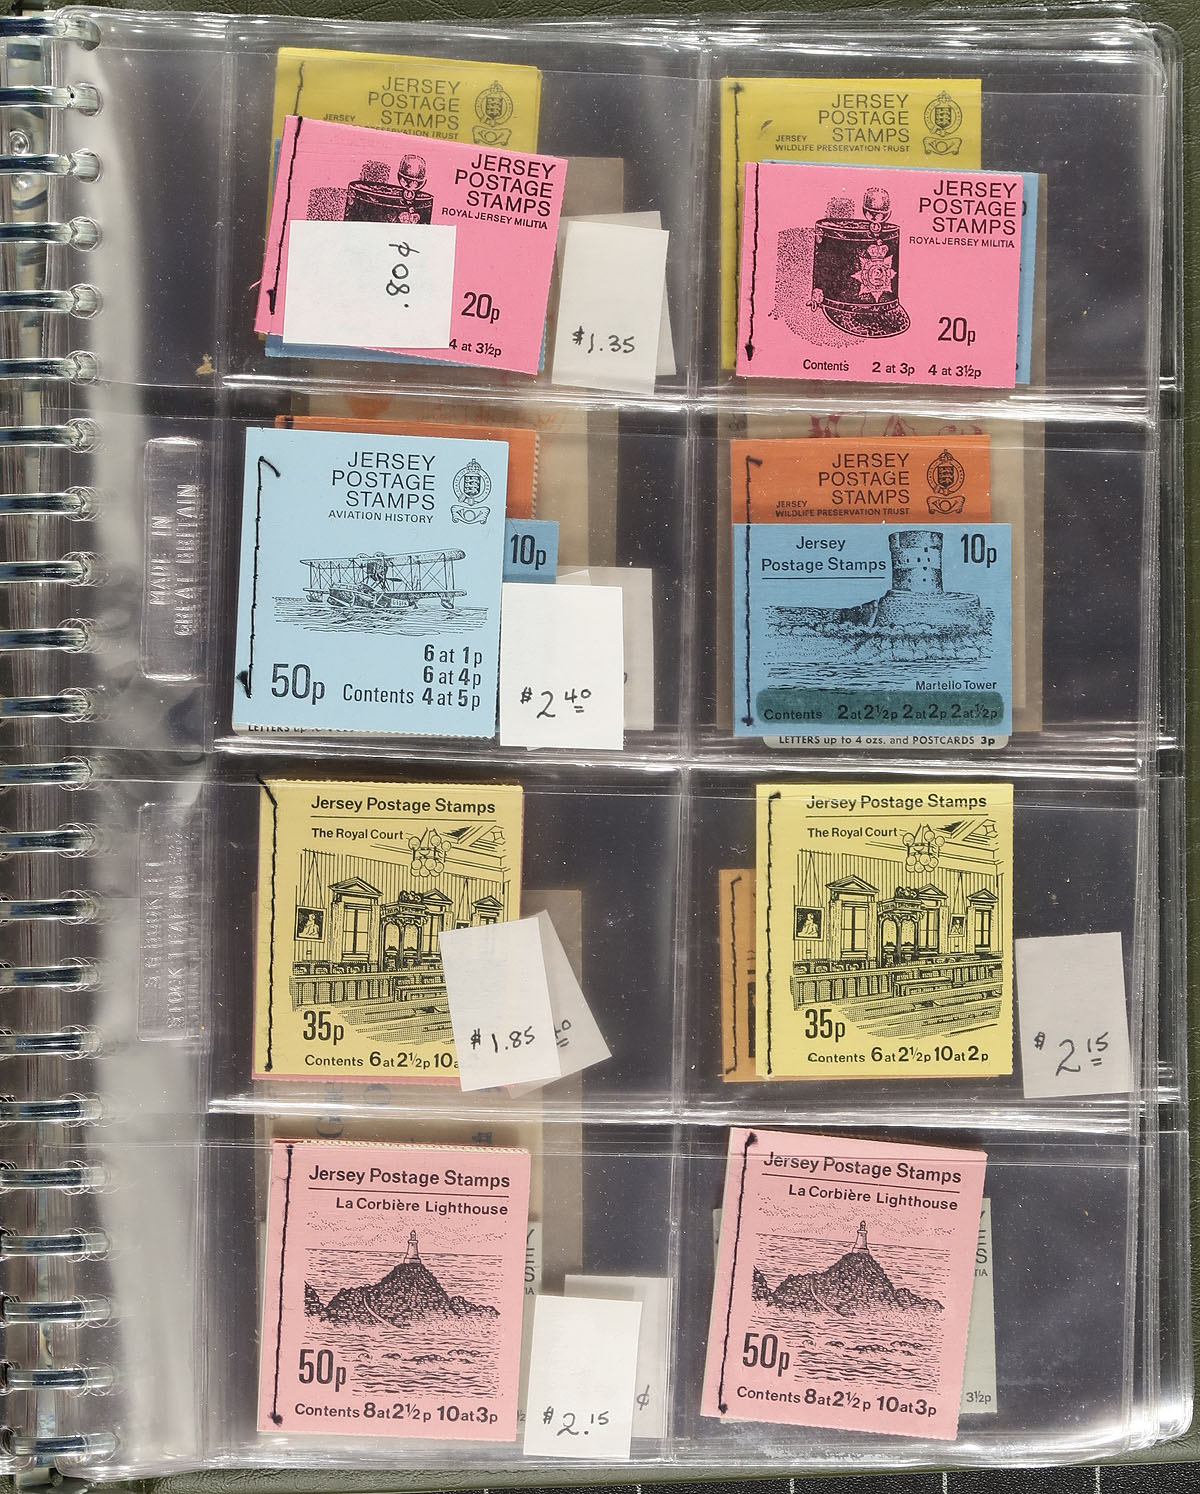 JERSEY
POSTAGE
STAMPS
JERSEY
PRESERVATION TRUST
JERSEY
POSTAGE
STAMPS
ROYAL JERSEY MILITIA
.80¢
20p
4 at 3½p
$1.35
JERSEY
POSTAGE
STAMPS
JERSEY
WILDLIFE PRESERVATION TRUST
JERSEY
POSTAGE
STAMPS
ROYAL JERSEY MILITIA
20p
Contents 2 at 3p 4 at 3½p
MADE IN
GREAT BRITAIN
JERSEY
POSTAGE
STAMPS
AVIATION HISTORY
6 at 1p
6 at 4p
50p Contents 4 at 5p
10p
$2.40
LETTERS
JERSEY
POSTAGE
STAMPS
JERSEY
WILDLIFE PRESERVATION TRUST
Jersey
Postage Stamps
10p
Martello Tower
Contents 2 at 2½p 2 at 2p 2 at ½p
LETTERS up to 4 ozs. and POSTCARDS 3p
Jersey Postage Stamps
The Royal Court
35p
Contents 6 at 2½p 10 a
$1.85
Jersey Postage Stamps
The Royal Court
35p
Contents 6 at 2½p 10 at 2p
$2.15
Jersey Postage Stamps
La Corbière Lighthouse
50p
Contents 8 at 2½p 10 at 3p
$2.15
¢
Jersey Postage Stamps
La Corbière Lighthouse
50p
Contents 8 at 2½p 10 at 3p
3½p